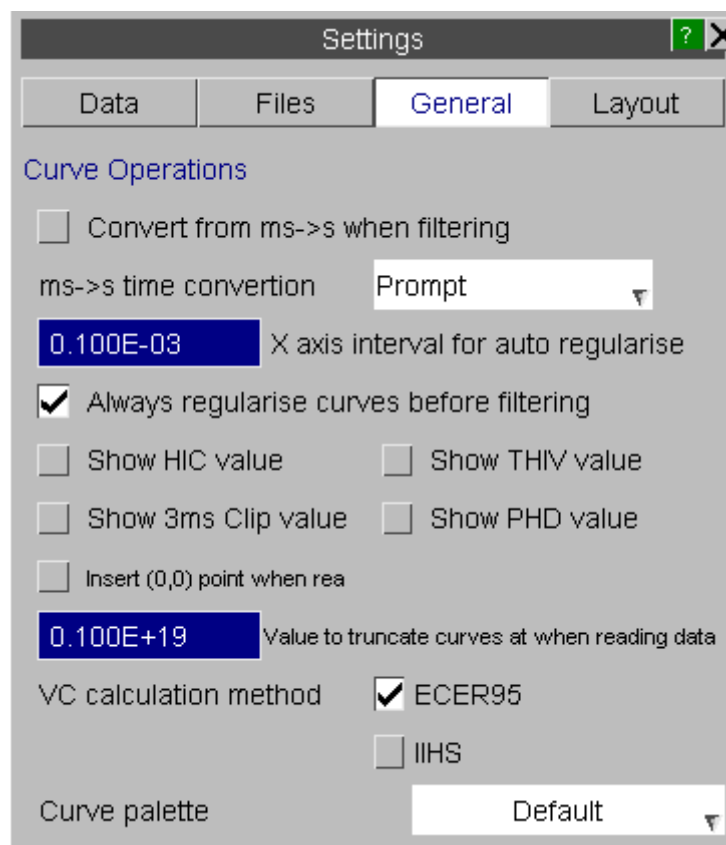 Settings ?
Data Files General Layout
Curve Operations
Convert from ms->s when filtering
ms->s time convertion Prompt
0.100E-03 X axis interval for auto regularise
Always regularise curves before filtering
Show HIC value Show THIV value
Show 3ms Clip value Show PHD value
Insert (0,0) point when rea
0.100E+19 Value to truncate curves at when reading data
VC calculation method ECER95
IIHS
Curve palette Default